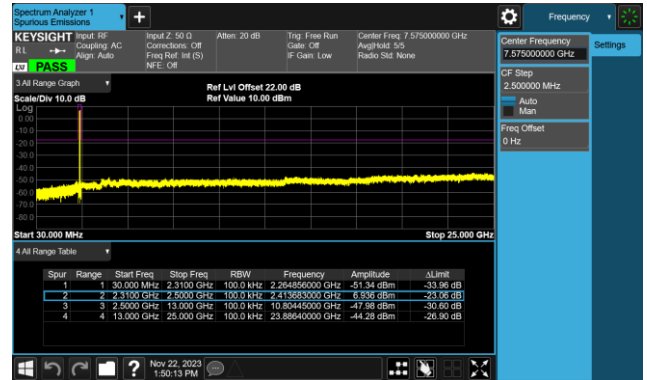 Spectrum Analyzer 1
Spurious Emissions
Frequency
KEYSIGHT
RL
Input: RF
Coupling: AC
Align: Auto
Input Z: 50 Ω
Corrections: Off
Freq Ref: Int (S)
NFE: Off
Atten: 20 dB
Trig: Free Run
Gate: Off
IF Gain: Low
Center Freq: 7.575000000 GHz
Avg|Hold: 5/5
Radio Std: None
LXI PASS
Center Frequency
7.575000000 GHz
Settings
CF Step
2.500000 MHz
Auto
Man
Freq Offset
0 Hz
3 All Range Graph
Scale/Div 10.0 dB
Ref Lvl Offset 22.00 dB
Ref Value 10.00 dBm
Log
0.00
-10.0
-20.0
-30.0
-40.0
-50.0
-60.0
-70.0
-80.0
Start 30.000 MHz
Stop 25.000 GHz
4 All Range Table
Spur Range Start Freq Stop Freq RBW Frequency Amplitude ΔLimit
1 1 30.000 MHz 2.3100 GHz 100.0 kHz 2.264856000 GHz -51.34 dBm -33.96 dB
2 2 2.3100 GHz 2.5000 GHz 100.0 kHz 2.413683000 GHz 6.936 dBm -23.06 dB
3 3 2.5000 GHz 13.000 GHz 100.0 kHz 10.80445000 GHz -47.98 dBm -30.60 dB
4 4 13.000 GHz 25.000 GHz 100.0 kHz 23.88640000 GHz -44.28 dBm -26.90 dB
Nov 22, 2023
1:50:13 PM